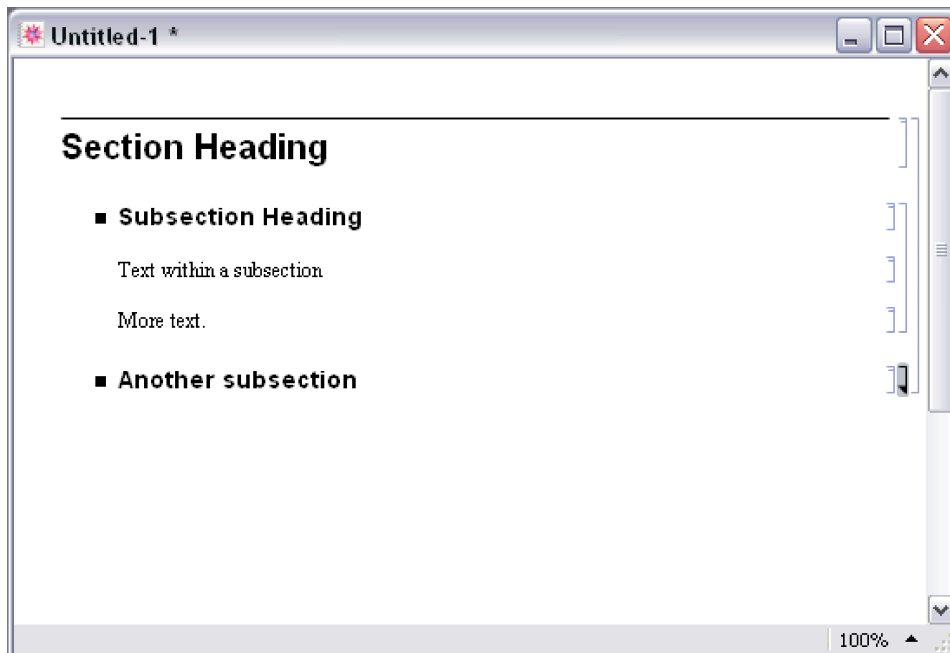 Untitled-1 *
Section Heading
Subsection Heading
Text within a subsection
More text.
Another subsection
100%